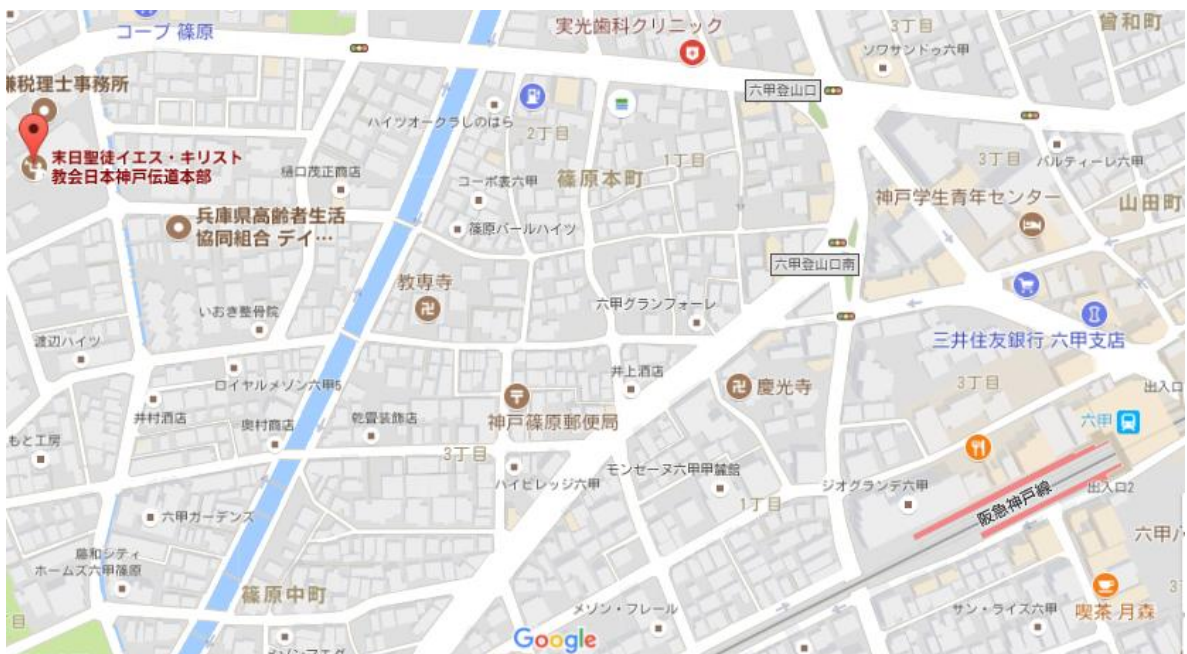 コープ 篠原
実光歯科クリニック
3丁目
曾和町
ソワサンドゥ六甲
税理士事務所
六甲登山口
ハイツオークラしのはら
2丁目
1丁目
3丁目
バルティーレ六甲
末日聖徒イエス・キリスト
教会日本神戸伝道本部
樋口茂正商店
コーポ表六甲
篠原本町
神戸学生青年センター
山田町
兵庫県高齢者生活
協同組合 デイ…
篠原パールハイツ
六甲登山口南
教専寺
いおき整骨院
六甲グランフォーレ
渡辺ハイツ
三井住友銀行 六甲支店
ロイヤルメゾン六甲5
井上酒店
慶光寺
3丁目
出入口
井村酒店
奥村商店
乾畳装飾店
神戸篠原郵便局
六甲
もと工房
3丁目
ハイビレッジ六甲
モンセーヌ六甲甲麓館
ジオグランデ六甲
出入口2
1丁目
阪急神戸線
六甲ガーデンズ
六甲
藤和シティ
ホームズ六甲篠原
篠原中町
メゾン・フレール
サン・ライズ六甲
喫茶 月森
丁目
Google